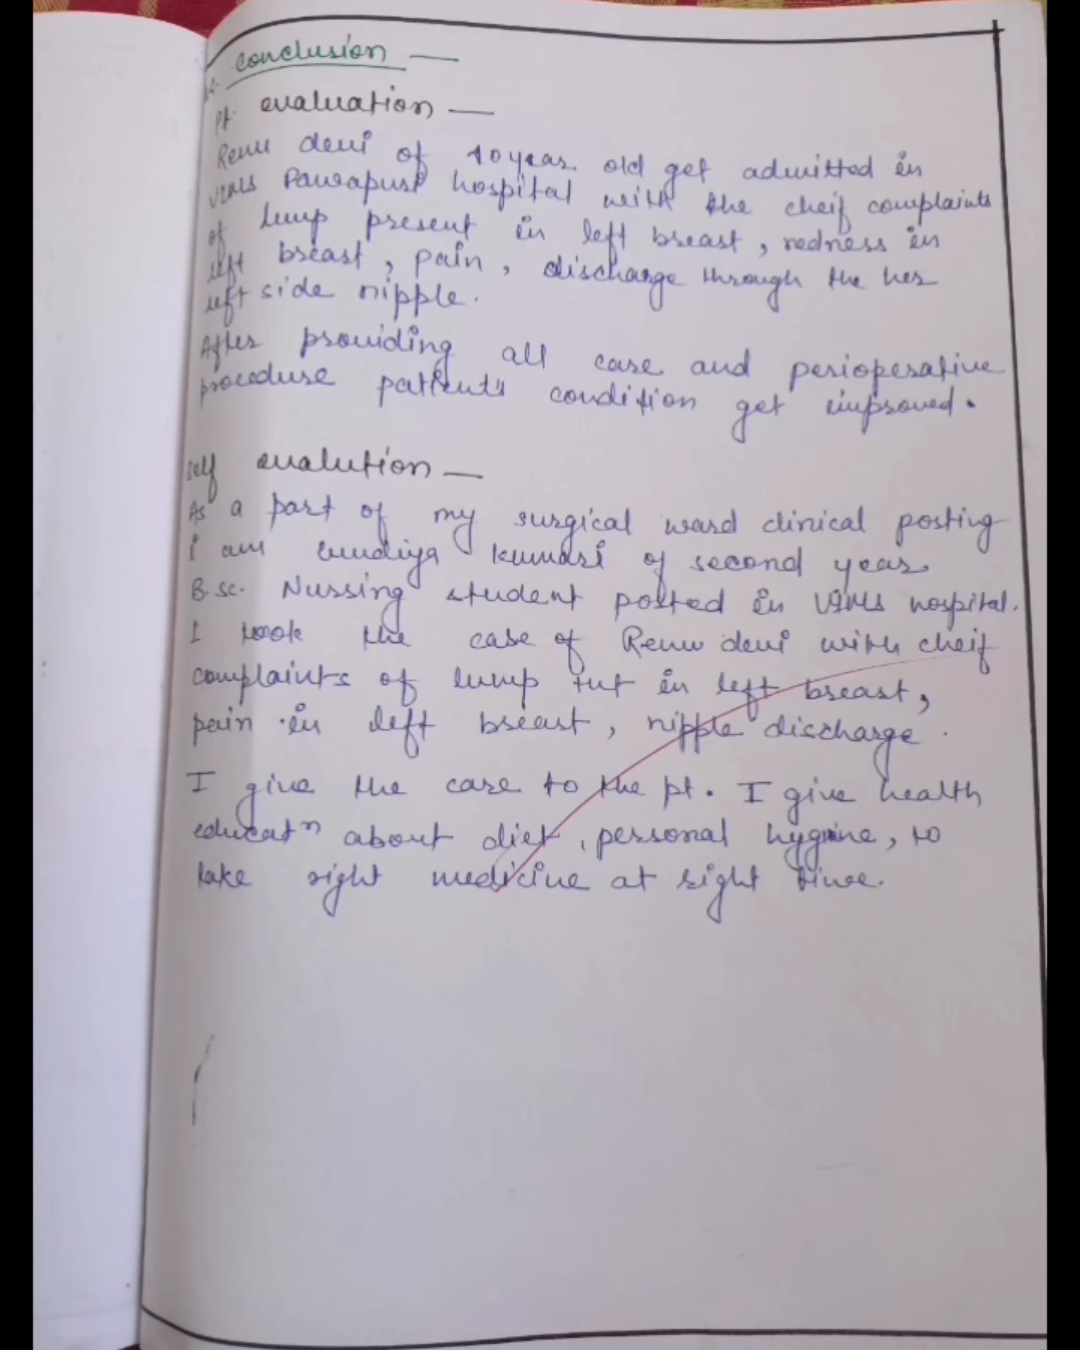 conclusion —
pt. evaluation —
Renu devi of 40 years old get admitted in
VIMS Pawapuri hospital with the cheif complaints
of lump present in left breast, redness in
left breast, pain, discharge through the her
left side nipple.
After providing all care and perioperative
procedure patient's condition get improved.
Self evalution —
As a part of my surgical ward clinical posting
i am kumari of second year
B.sc. Nursing student posted in VIMS hospital.
I took the case of Renu devi with cheif
complaints of lump in left breast,
pain in left breast, nipple discharge.
I give the care to the pt. I give health
educatn about diet, personal hygine, to
take right medicine at right time.